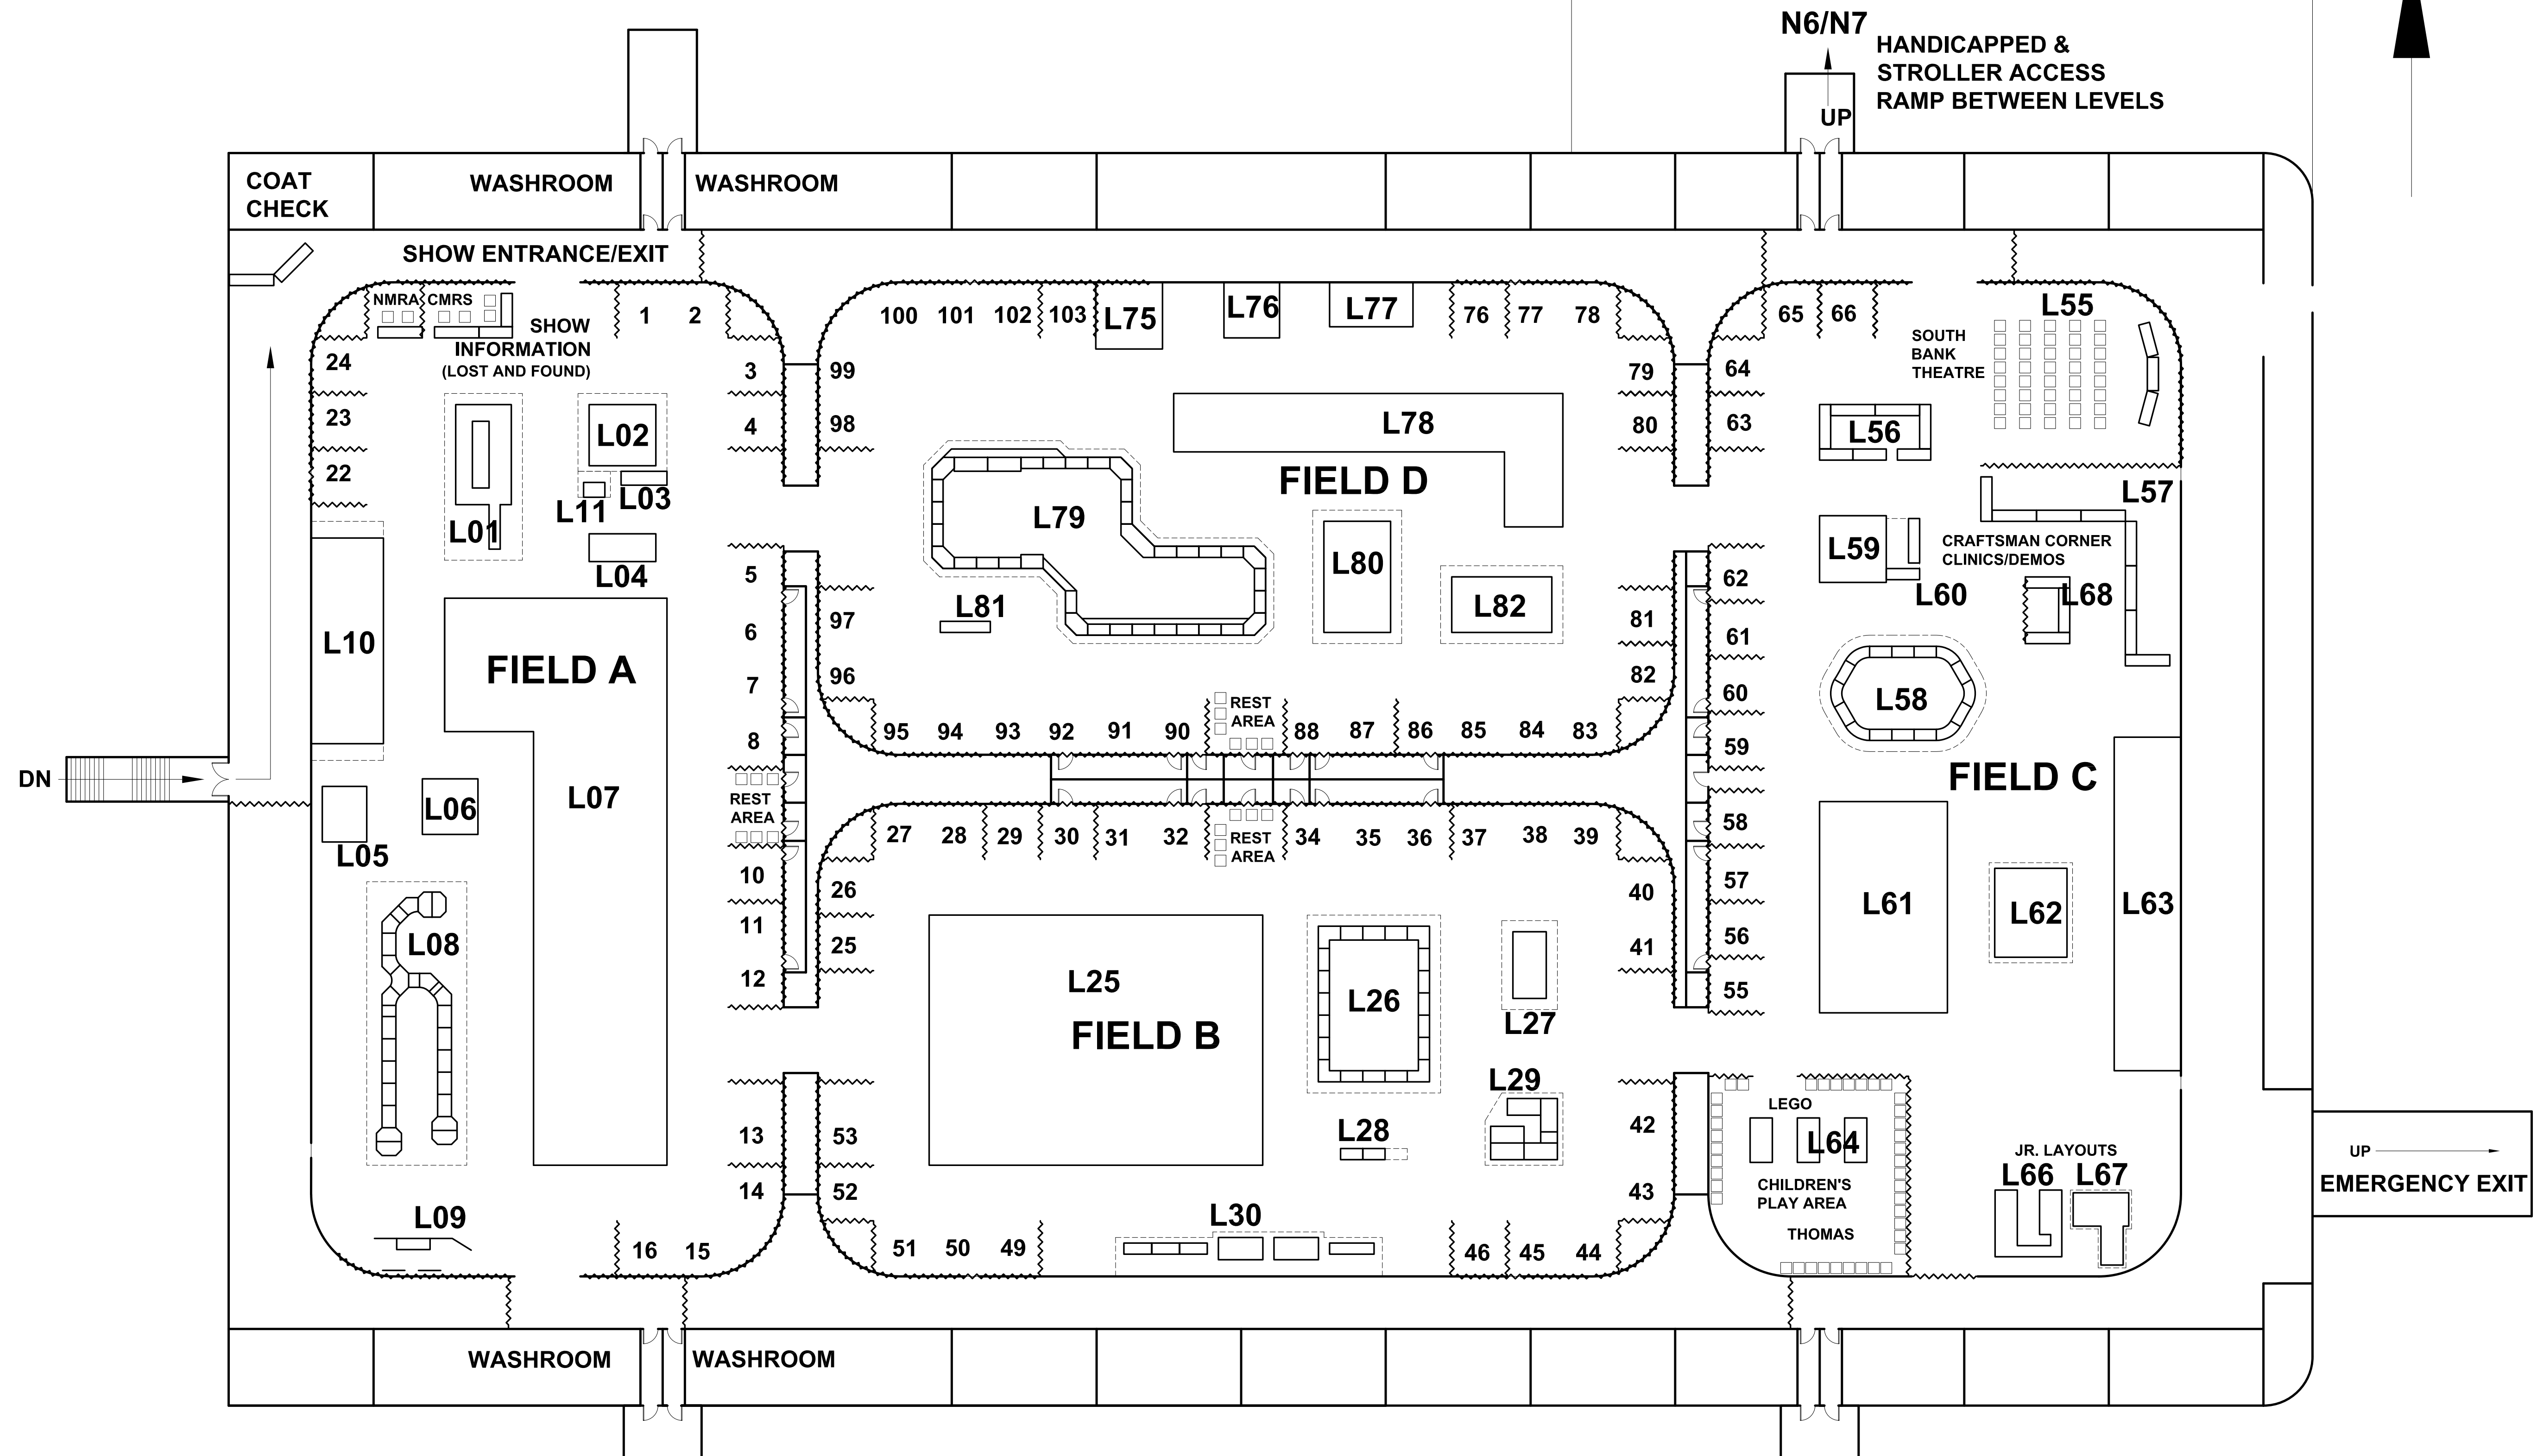 N6/N7
HANDICAPPED &
STROLLER ACCESS
RAMP BETWEEN LEVELS
UP
COAT
CHECK
WASHROOM
WASHROOM
SHOW ENTRANCE/EXIT
NMRA
CMRS
SHOW
INFORMATION
(LOST AND FOUND)
1
2
3
4
24
23
22
L01
L02
L03
L11
L04
L10
FIELD A
5
6
7
8
L07
L06
L05
DN
REST
AREA
10
11
12
L08
13
14
L09
16
15
100
101
102
103
L75
L76
L77
76
77
78
99
98
79
80
L78
FIELD D
L79
L80
L81
L82
97
96
81
82
95
94
93
92
91
90
REST
AREA
88
87
86
85
84
83
27
28
29
30
31
32
REST
AREA
34
35
36
37
38
39
26
25
40
41
L25
FIELD B
L26
L27
L28
L29
53
52
42
43
51
50
49
L30
46
45
44
65
66
64
63
L55
SOUTH
BANK
THEATRE
L56
L57
L59
CRAFTSMAN CORNER
CLINICS/DEMOS
L60
L68
62
61
60
59
L58
FIELD C
58
57
56
55
L61
L62
L63
LEGO
L64
CHILDREN'S
PLAY AREA
THOMAS
JR. LAYOUTS
L66
L67
UP
EMERGENCY EXIT
WASHROOM
WASHROOM